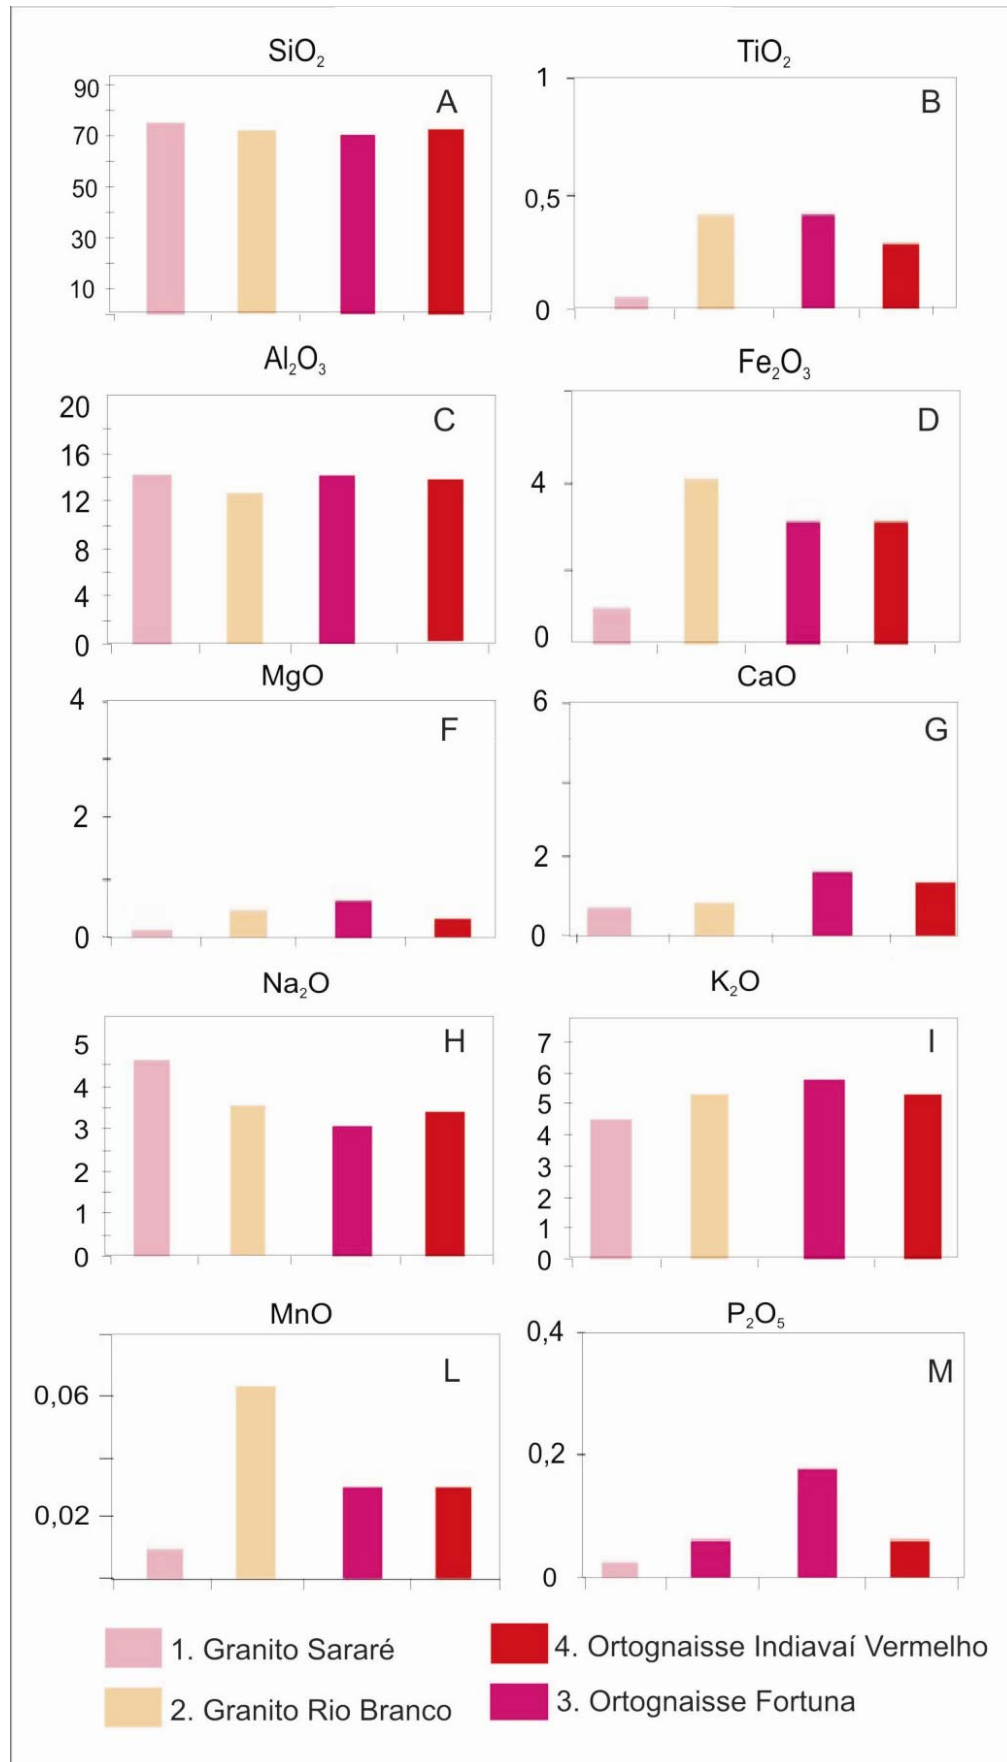 SiO₂
A
90
70
50
30
10
TiO₂
B
1
0,5
0
Al₂O₃
C
20
16
12
8
4
0
Fe₂O₃
D
4
0
MgO
F
4
2
0
CaO
G
6
2
0
Na₂O
H
5
4
3
2
1
0
K₂O
I
7
6
5
4
3
2
1
0
MnO
L
0,06
0,02
P₂O₅
M
0,4
0,2
0
1. Granito Sararé
4. Ortognaisse Indiavaí Vermelho
2. Granito Rio Branco
3. Ortognaisse Fortuna